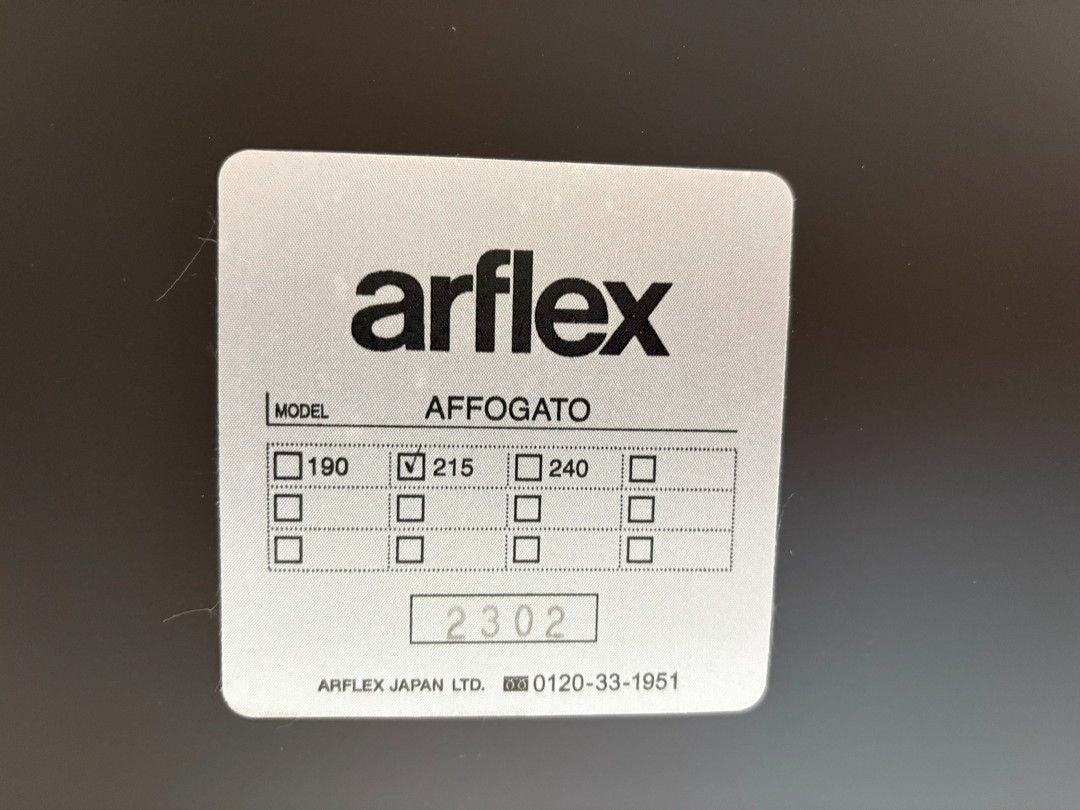 arflex
MODEL AFFOGATO
190 215 240
2302
ARFLEX JAPAN LTD. 0120-33-1951